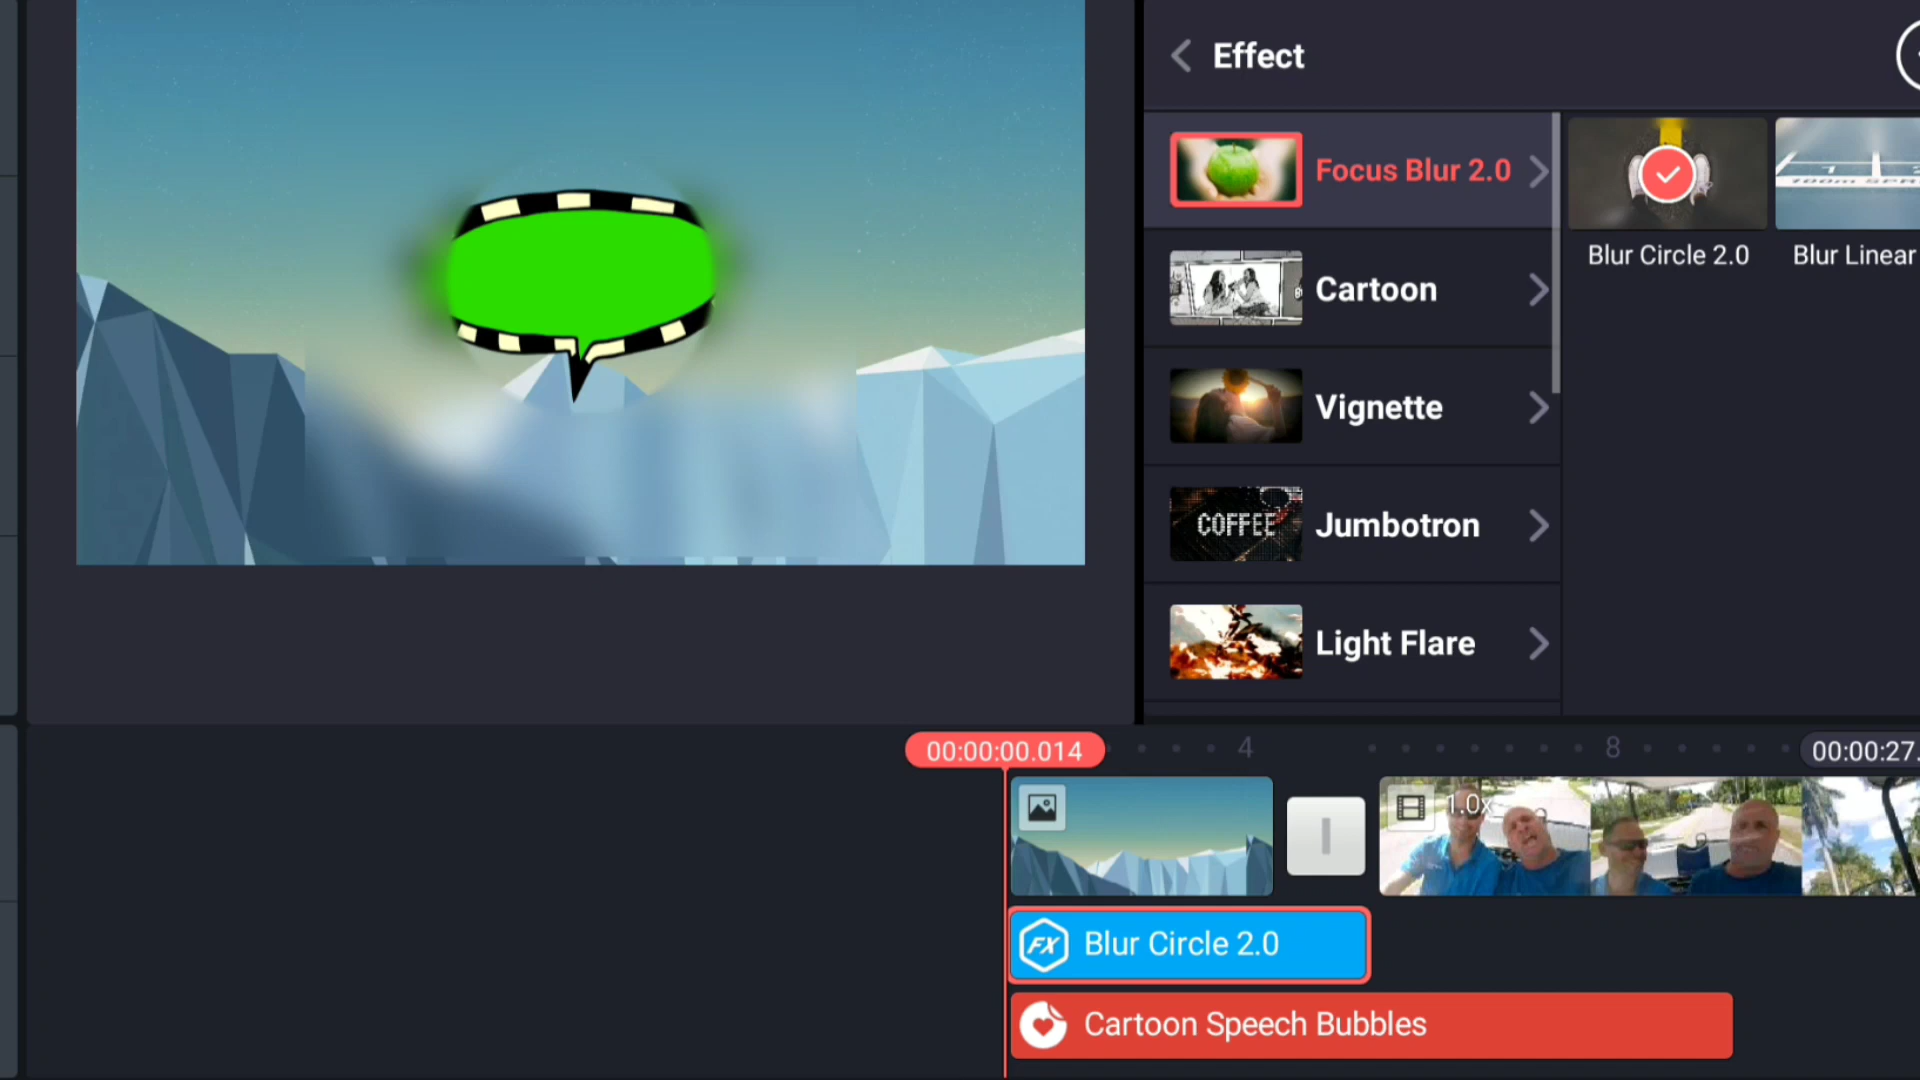 Effect
Focus Blur 2.0
Blur Circle 2.0
Blur Linear
Cartoon
Vignette
COFFEE
Jumbotron
Light Flare
00:00:00.014
4
8
00:00:27.
1.0x
FX
Blur Circle 2.0
Cartoon Speech Bubbles